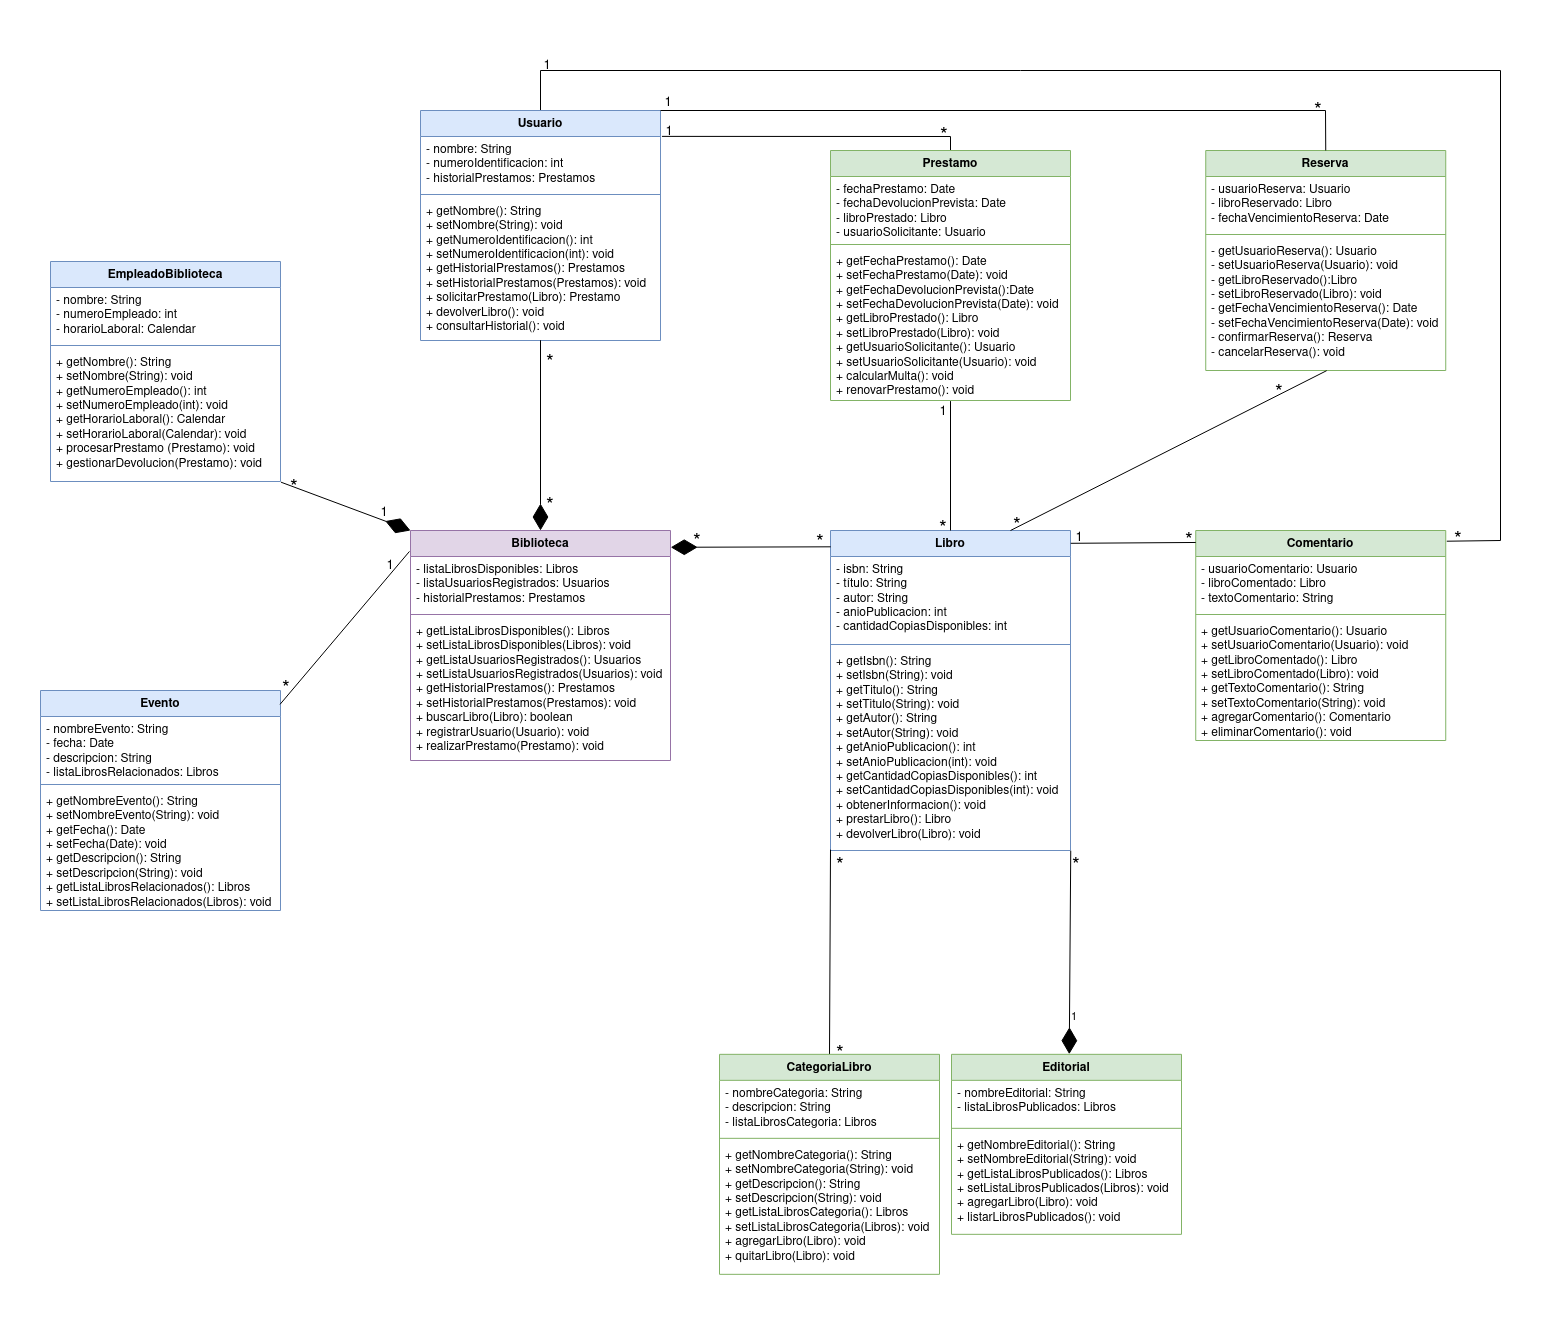 1
Usuario
- nombre: String
- numeroIdentificacion: int
- historialPrestamos: Prestamos
+ getNombre(): String
+ setNombre(String): void
+ getNumeroIdentificacion(): int
+ setNumeroIdentificacion(int): void
+ getHistorialPrestamos(): Prestamos
+ setHistorialPrestamos(Prestamos): void
+ solicitarPrestamo(Libro): Prestamo
+ devolverLibro(): void
+ consultarHistorial(): void
1
*
1
*
Prestamo
- fechaPrestamo: Date
- fechaDevolucionPrevista: Date
- libroPrestado: Libro
- usuarioSolicitante: Usuario
+ getFechaPrestamo(): Date
+ setFechaPrestamo(Date): void
+ getFechaDevolucionPrevista():Date
+ setFechaDevolucionPrevista(Date): void
+ getLibroPrestado(): Libro
+ setLibroPrestado(Libro): void
+ getUsuarioSolicitante(): Usuario
+ setUsuarioSolicitante(Usuario): void
+ calcularMulta(): void
+ renovarPrestamo(): void
Reserva
- usuarioReserva: Usuario
- libroReservado: Libro
- fechaVencimientoReserva: Date
- getUsuarioReserva(): Usuario
- setUsuarioReserva(Usuario): void
- getLibroReservado():Libro
- setLibroReservado(Libro): void
- getFechaVencimientoReserva(): Date
- setFechaVencimientoReserva(Date): void
- confirmarReserva(): Reserva
- cancelarReserva(): void
EmpleadoBiblioteca
- nombre: String
- numeroEmpleado: int
- horarioLaboral: Calendar
+ getNombre(): String
+ setNombre(String): void
+ getNumeroEmpleado(): int
+ setNumeroEmpleado(int): void
+ getHorarioLaboral(): Calendar
+ setHorarioLaboral(Calendar): void
+ procesarPrestamo (Prestamo): void
+ gestionarDevolucion(Prestamo): void
*
1
*
*
1
*
*
*
Biblioteca
- listaLibrosDisponibles: Libros
- listaUsuariosRegistrados: Usuarios
- historialPrestamos: Prestamos
+ getListaLibrosDisponibles(): Libros
+ setListaLibrosDisponibles(Libros): void
+ getListaUsuariosRegistrados(): Usuarios
+ setListaUsuariosRegistrados(Usuarios): void
+ getHistorialPrestamos(): Prestamos
+ setHistorialPrestamos(Prestamos): void
+ buscarLibro(Libro): boolean
+ registrarUsuario(Usuario): void
+ realizarPrestamo(Prestamo): void
*
*
Libro
- isbn: String
- título: String
- autor: String
- anioPublicacion: int
- cantidadCopiasDisponibles: int
+ getIsbn(): String
+ setIsbn(String): void
+ getTitulo(): String
+ setTitulo(String): void
+ getAutor(): String
+ setAutor(String): void
+ getAnioPublicacion(): int
+ setAnioPublicacion(int): void
+ getCantidadCopiasDisponibles(): int
+ setCantidadCopiasDisponibles(int): void
+ obtenerInformacion(): void
+ prestarLibro(): Libro
+ devolverLibro(Libro): void
1
*
*
Comentario
- usuarioComentario: Usuario
- libroComentado: Libro
- textoComentario: String
+ getUsuarioComentario(): Usuario
+ setUsuarioComentario(Usuario): void
+ getLibroComentado(): Libro
+ setLibroComentado(Libro): void
+ getTextoComentario(): String
+ setTextoComentario(String): void
+ agregarComentario(): Comentario
+ eliminarComentario(): void
1
*
Evento
- nombreEvento: String
- fecha: Date
- descripcion: String
- listaLibrosRelacionados: Libros
+ getNombreEvento(): String
+ setNombreEvento(String): void
+ getFecha(): Date
+ setFecha(Date): void
+ getDescripcion(): String
+ setDescripcion(String): void
+ getListaLibrosRelacionados(): Libros
+ setListaLibrosRelacionados(Libros): void
*
*
*
1
CategoriaLibro
- nombreCategoria: String
- descripcion: String
- listaLibrosCategoria: Libros
+ getNombreCategoria(): String
+ setNombreCategoria(String): void
+ getDescripcion(): String
+ setDescripcion(String): void
+ getListaLibrosCategoria(): Libros
+ setListaLibrosCategoria(Libros): void
+ agregarLibro(Libro): void
+ quitarLibro(Libro): void
Editorial
- nombreEditorial: String
- listaLibrosPublicados: Libros
+ getNombreEditorial(): String
+ setNombreEditorial(String): void
+ getListaLibrosPublicados(): Libros
+ setListaLibrosPublicados(Libros): void
+ agregarLibro(Libro): void
+ listarLibrosPublicados(): void